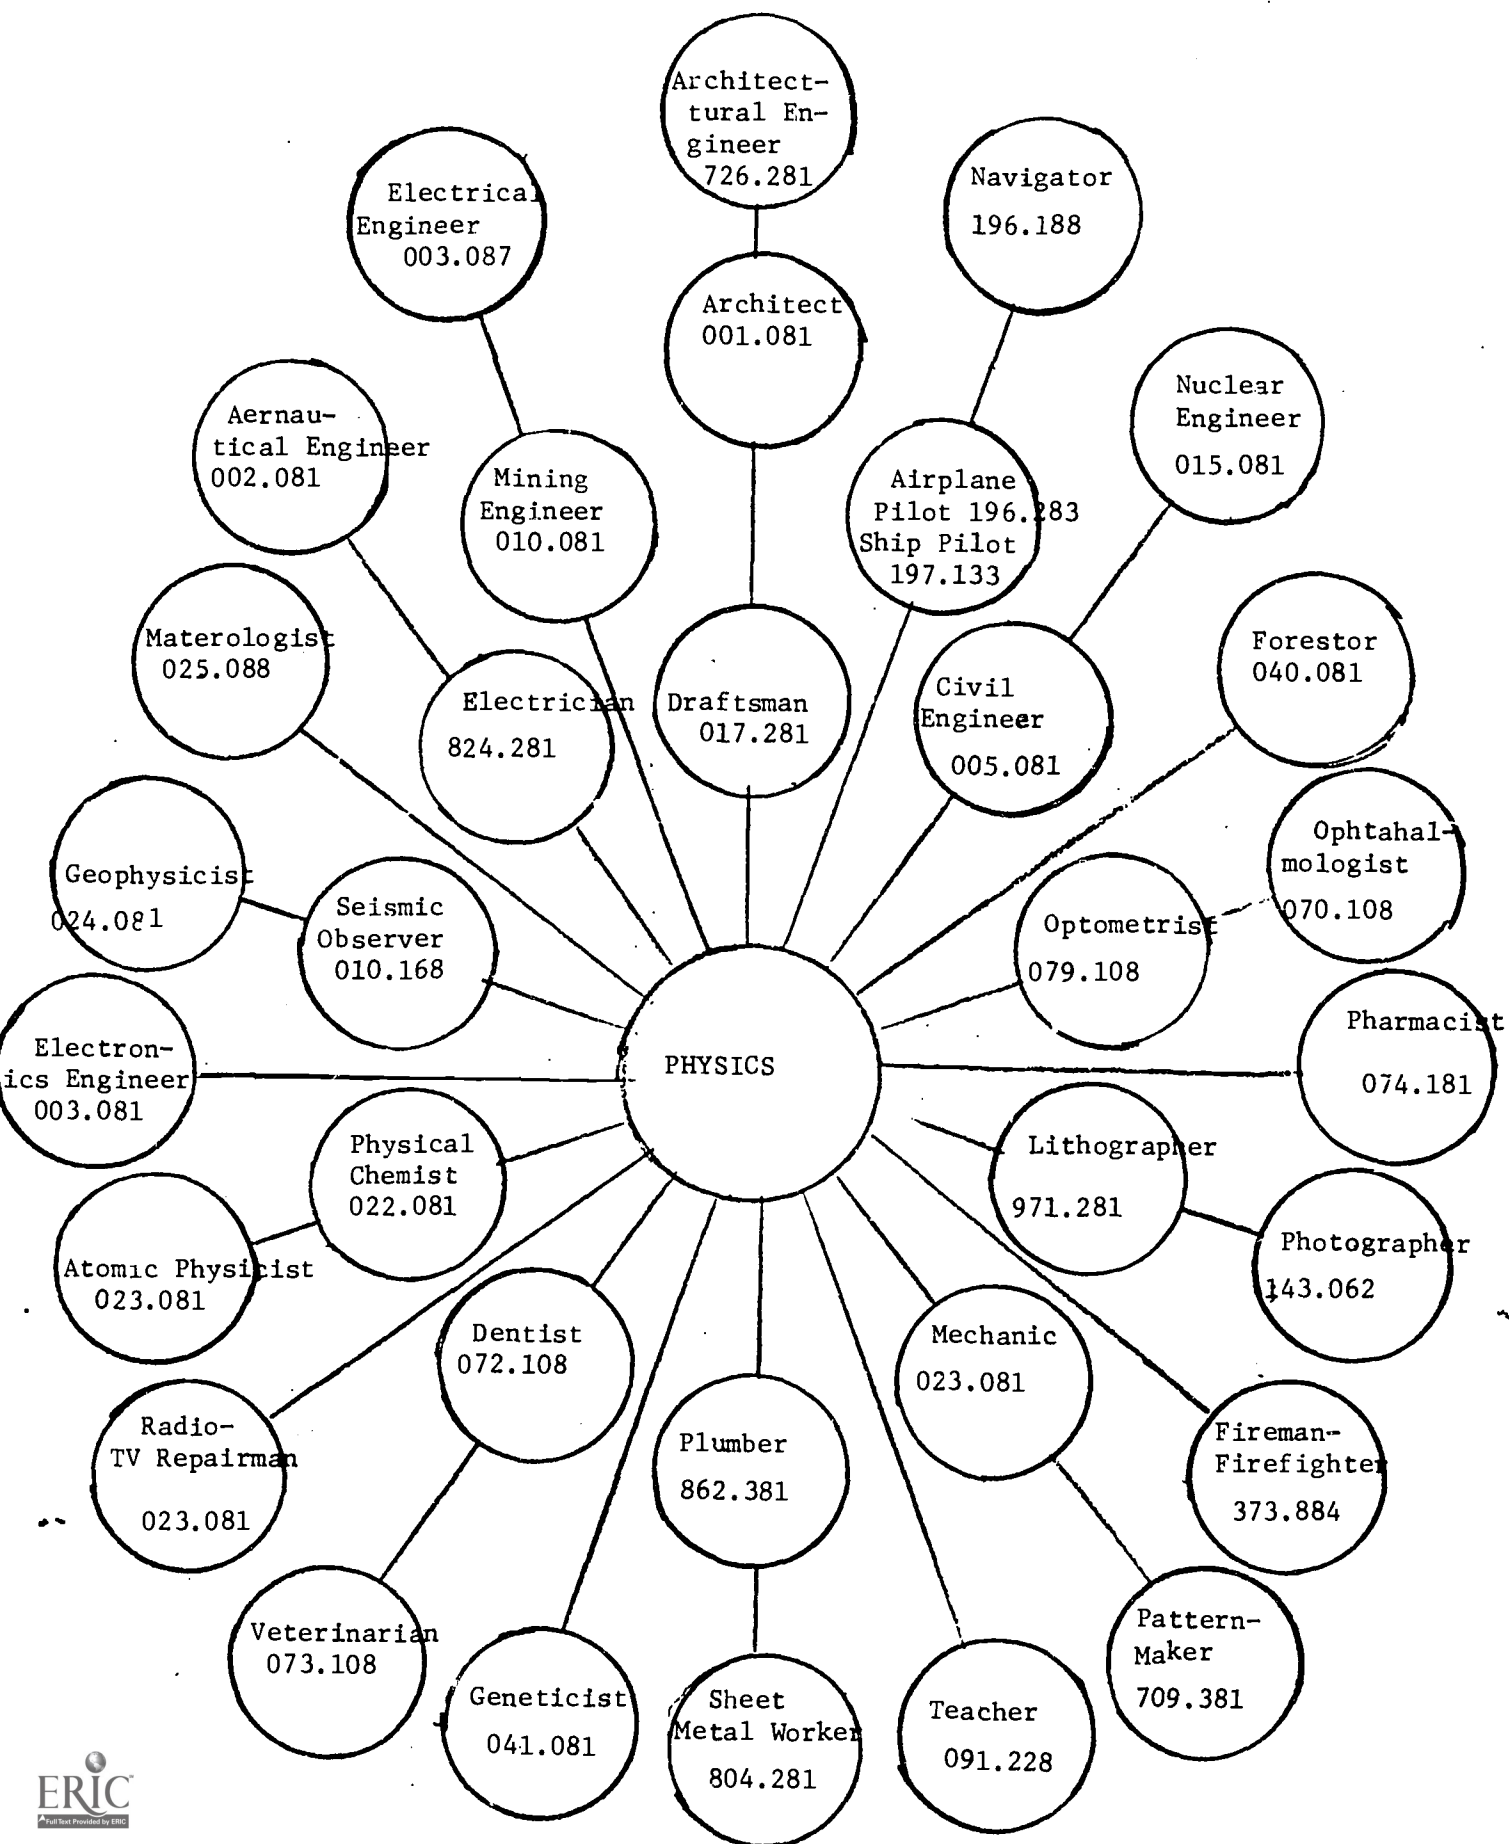 Architect-
tural En-
gineer
726.281
Electrical
Engineer
003.087
Navigator
196.188
Architect
001.081
Nuclear
Engineer
015.081
Aernau-
tical Engineer
002.081
Mining
Engineer
010.081
Airplane
Pilot 196.283
Ship Pilot
197.133
Materologist
025.088
Electrician
824.281
Draftsman
017.281
Civil
Engineer
005.081
Forestor
040.081
Geophysicist
024.081
Seismic
Observer
010.168
Optometrist
079.108
Ophtahal-
mologist
070.108
Electron-
ics Engineer
003.081
PHYSICS
Pharmacist
074.181
Physical
Chemist
022.081
Lithographer
971.281
Atomic Physicist
023.081
Photographer
143.062
Dentist
072.108
Mechanic
023.081
Radio-
TV Repairman
023.081
Plumber
862.381
Fireman-
Firefighter
373.884
Veterinarian
073.108
Geneticist
041.081
Sheet
Metal Worker
804.281
Teacher
091.228
Pattern-
Maker
709.381
ERIC
Full Text Provided by ERIC